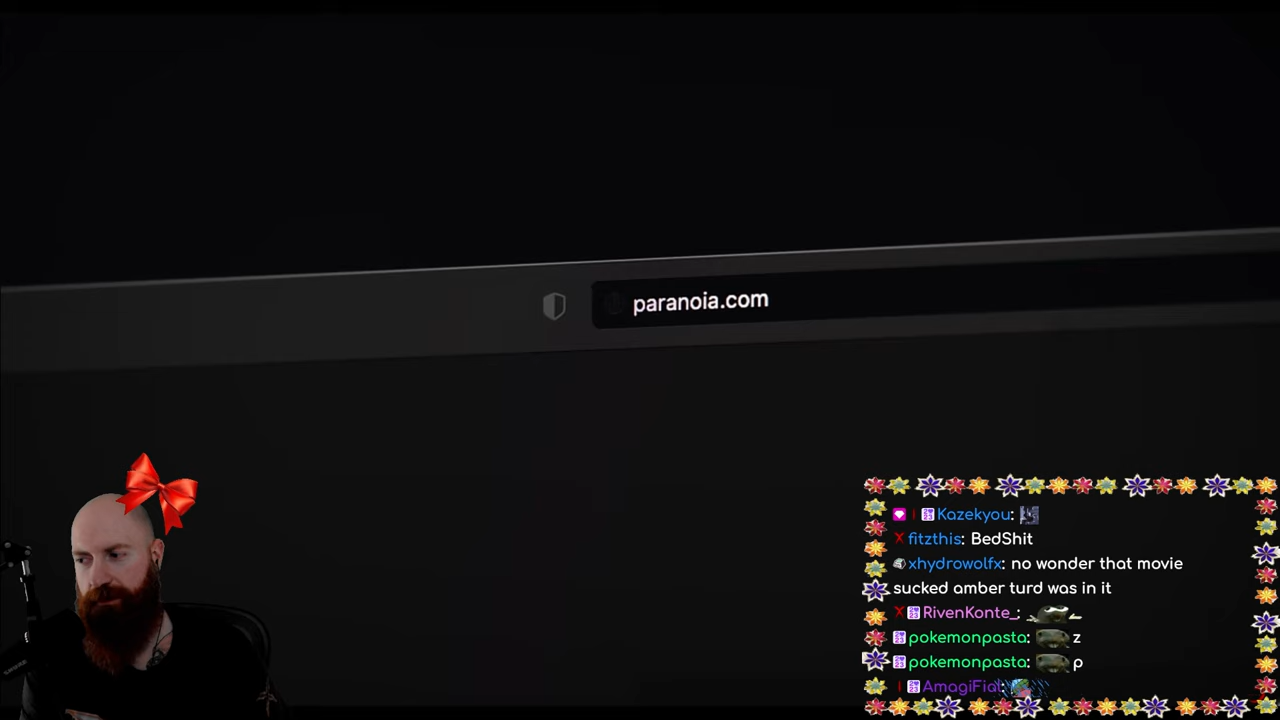 paranoia.com
Kazekyou:
fitzthis: BedShit
xhydrowolfx: no wonder that movie
sucked amber turd was in it
RivenKonte_:
pokemonpasta: z
pokemonpasta: p
AmagiFiat: